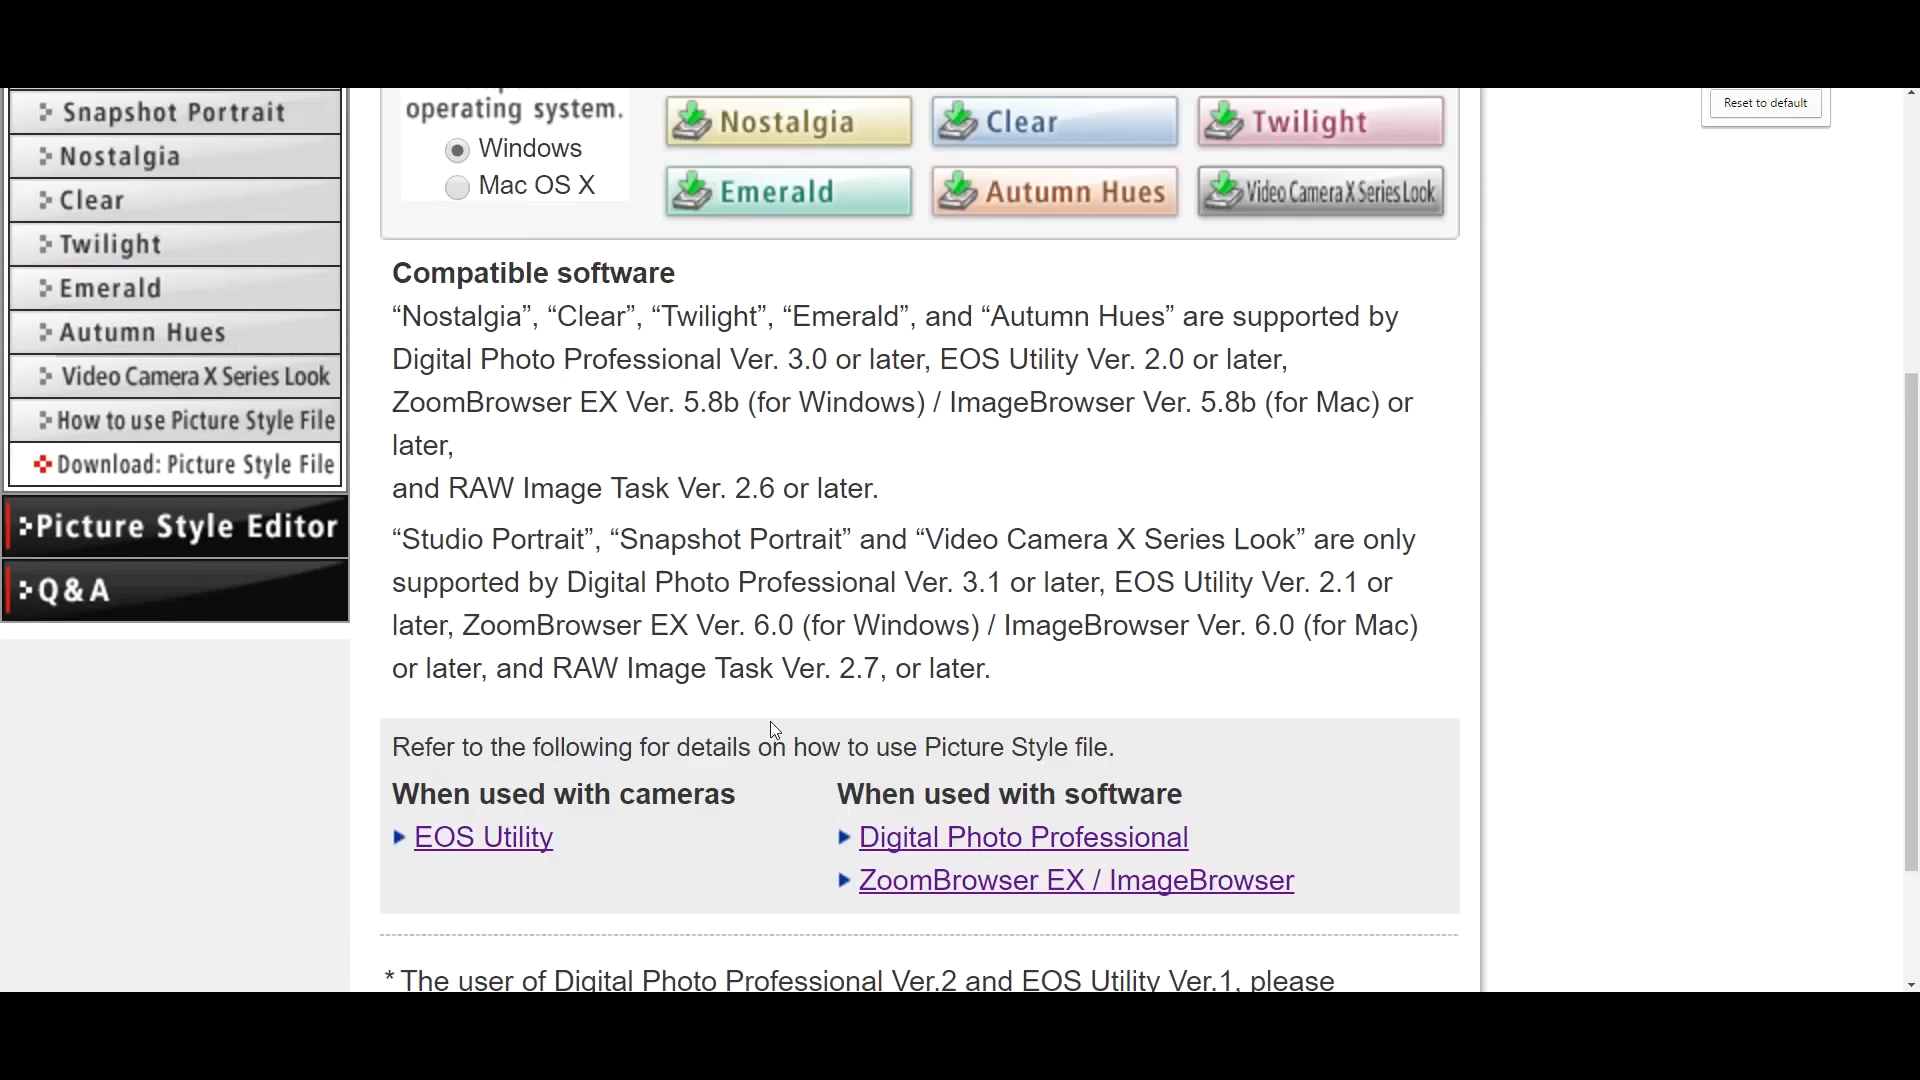 Snapshot Portrait
Nostalgia
Clear
Twilight
Emerald
Autumn Hues
Video Camera X Series Look
How to use Picture Style File
Download: Picture Style File
Picture Style Editor
Q&A
operating system.
Windows
Mac OS X
Nostalgia
Clear
Twilight
Emerald
Autumn Hues
Video Camera X Series Look
Reset to default
Compatible software
“Nostalgia”, “Clear”, “Twilight”, “Emerald”, and “Autumn Hues” are supported by
Digital Photo Professional Ver. 3.0 or later, EOS Utility Ver. 2.0 or later,
ZoomBrowser EX Ver. 5.8b (for Windows) / ImageBrowser Ver. 5.8b (for Mac) or
later,
and RAW Image Task Ver. 2.6 or later.
“Studio Portrait”, “Snapshot Portrait” and “Video Camera X Series Look” are only
supported by Digital Photo Professional Ver. 3.1 or later, EOS Utility Ver. 2.1 or
later, ZoomBrowser EX Ver. 6.0 (for Windows) / ImageBrowser Ver. 6.0 (for Mac)
or later, and RAW Image Task Ver. 2.7, or later.
Refer to the following for details on how to use Picture Style file.
When used with cameras
EOS Utility
When used with software
Digital Photo Professional
ZoomBrowser EX / ImageBrowser
* The user of Digital Photo Professional Ver.2 and EOS Utility Ver.1, please